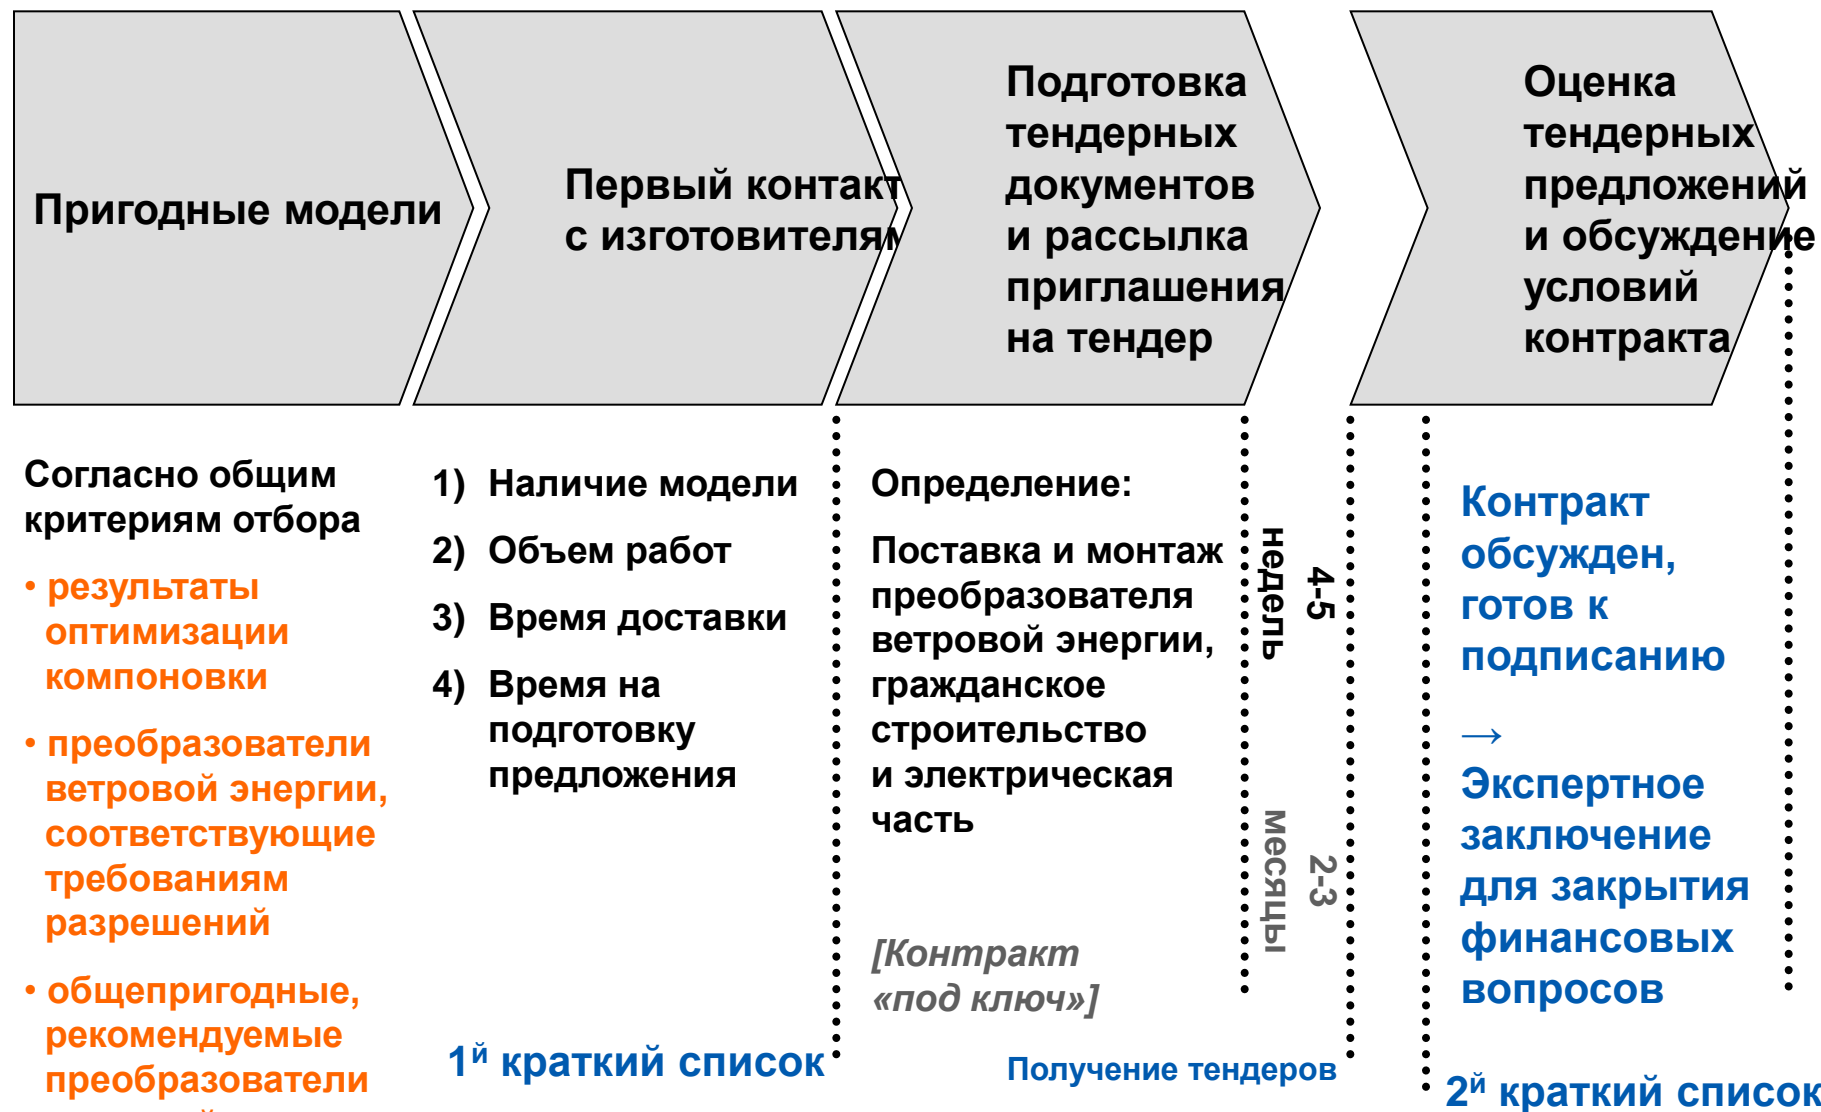 Пригодные модели
Первый контакт
с изготовителям
Подготовка
тендерных
документов
и рассылка
приглашения
на тендер
Оценка
тендерных
предложений
и обсуждение
условий
контракта
Согласно общим
критериям отбора
• результаты
оптимизации
компоновки
• преобразователи
ветровой энергии,
соответствующие
требованиям
разрешений
• общепригодные,
рекомендуемые
преобразователи
1) Наличие модели
2) Объем работ
3) Время доставки
4) Время на
подготовку
предложения
1й краткий список
Определение:
Поставка и монтаж
преобразователя
ветровой энергии,
гражданское
строительство
и электрическая
часть
[Контракт
«под ключ»]
4-5
недель
2-3
месяцы
Получение тендеров
Контракт
обсужден,
готов к
подписанию
→
Экспертное
заключение
для закрытия
финансовых
вопросов
2й краткий список